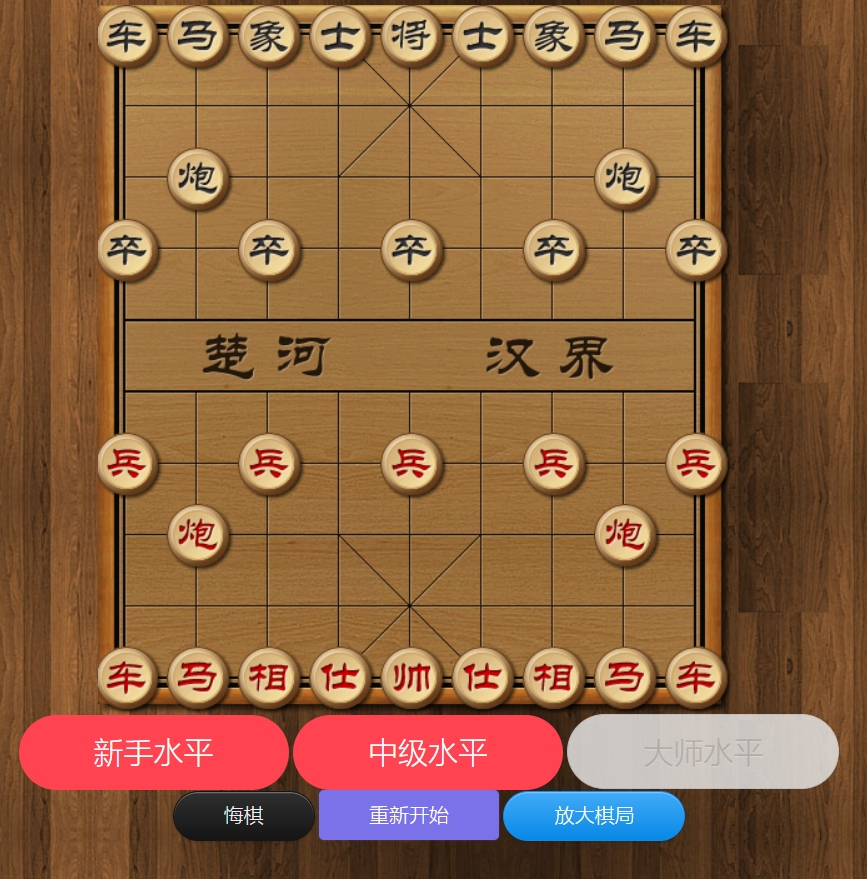 车马象士将士象马车
炮炮
卒卒卒卒卒
楚河 汉界
兵兵兵兵兵
炮炮
车马相仕帅仕相马车
新手水平 中级水平 大师水平
悔棋 重新开始 放大棋局